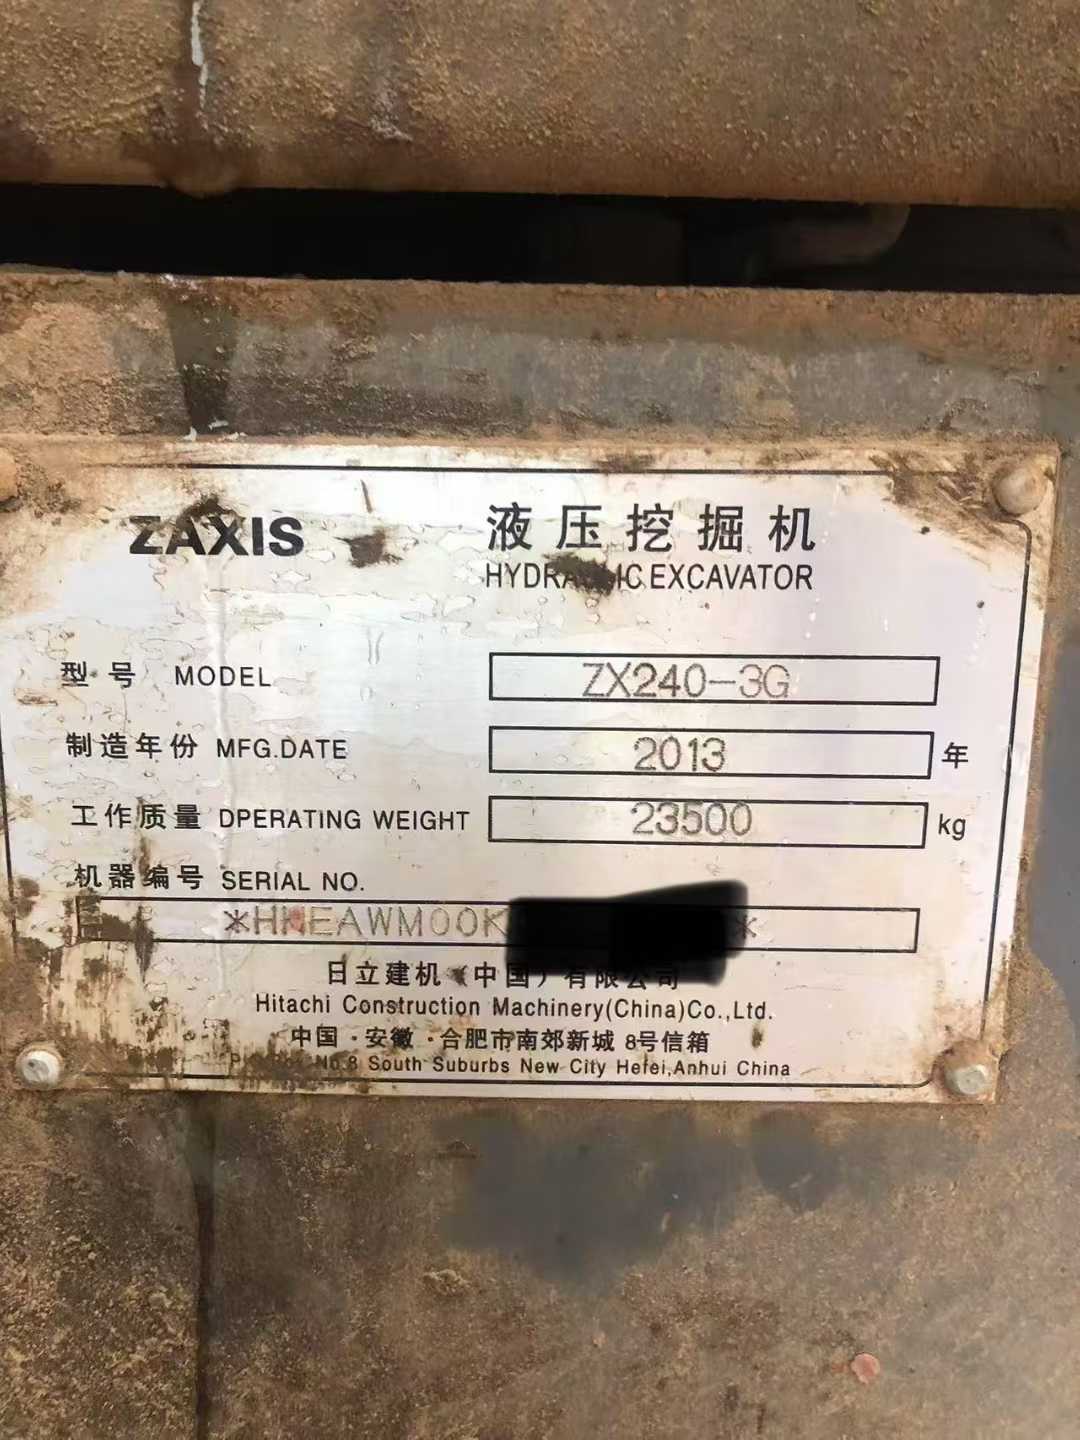 ZAXIS 液压挖掘机
EXCAVATOR
型号 MODEL ZX240-3G
制造年份 MFG.DATE 2013 年
工作质量 DPERATING WEIGHT 23500 kg
机器编号 SERIAL NO.
日立建机（中国）有限公司
Hitachi Construction Machinery(China)Co.,Ltd.
中国·安徽·合肥市南郊新城 8号信箱
No.8 South Suburbs New City Hefei,Anhui China